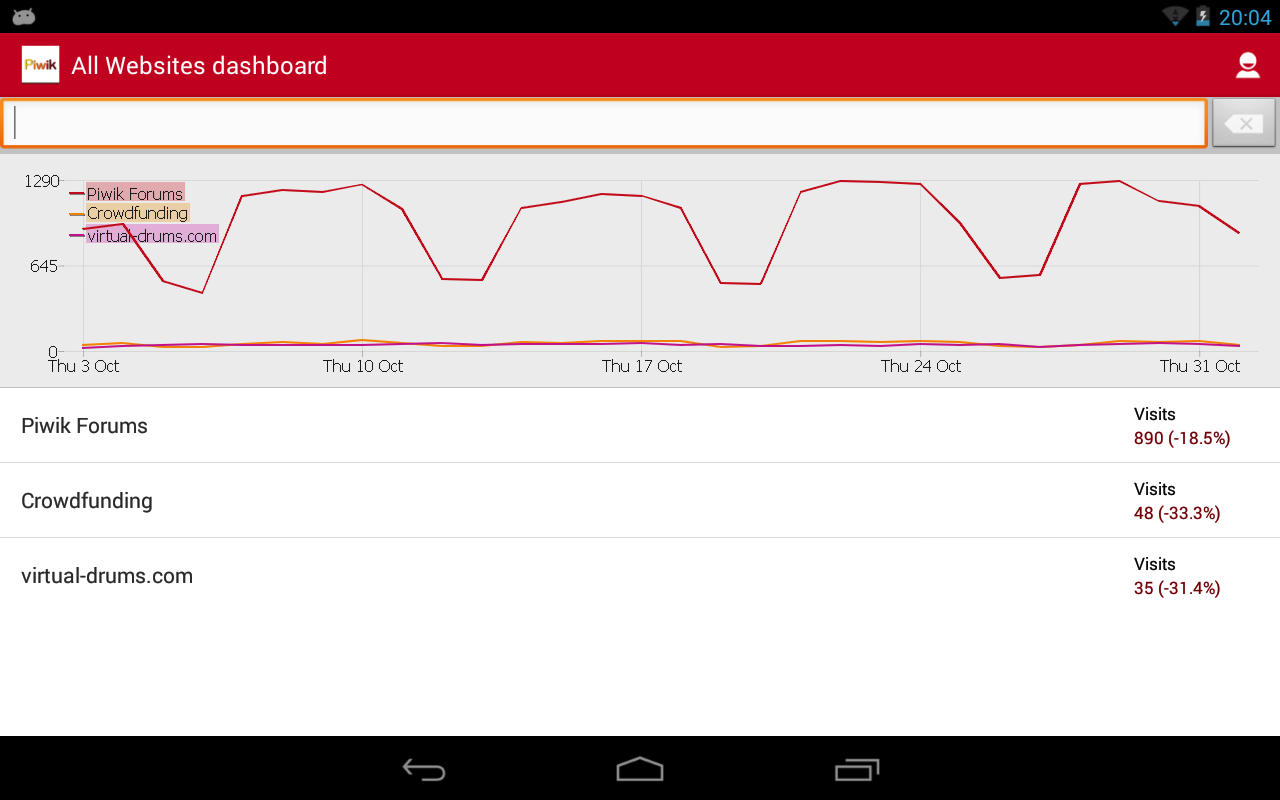 20:04
Piwik All Websites dashboard
1290
Piwik Forums
Crowdfunding
virtual-drums.com
645
0
Thu 3 Oct Thu 10 Oct Thu 17 Oct Thu 24 Oct Thu 31 Oct
Piwik Forums
Visits
890 (-18.5%)
Crowdfunding
Visits
48 (-33.3%)
virtual-drums.com
Visits
35 (-31.4%)